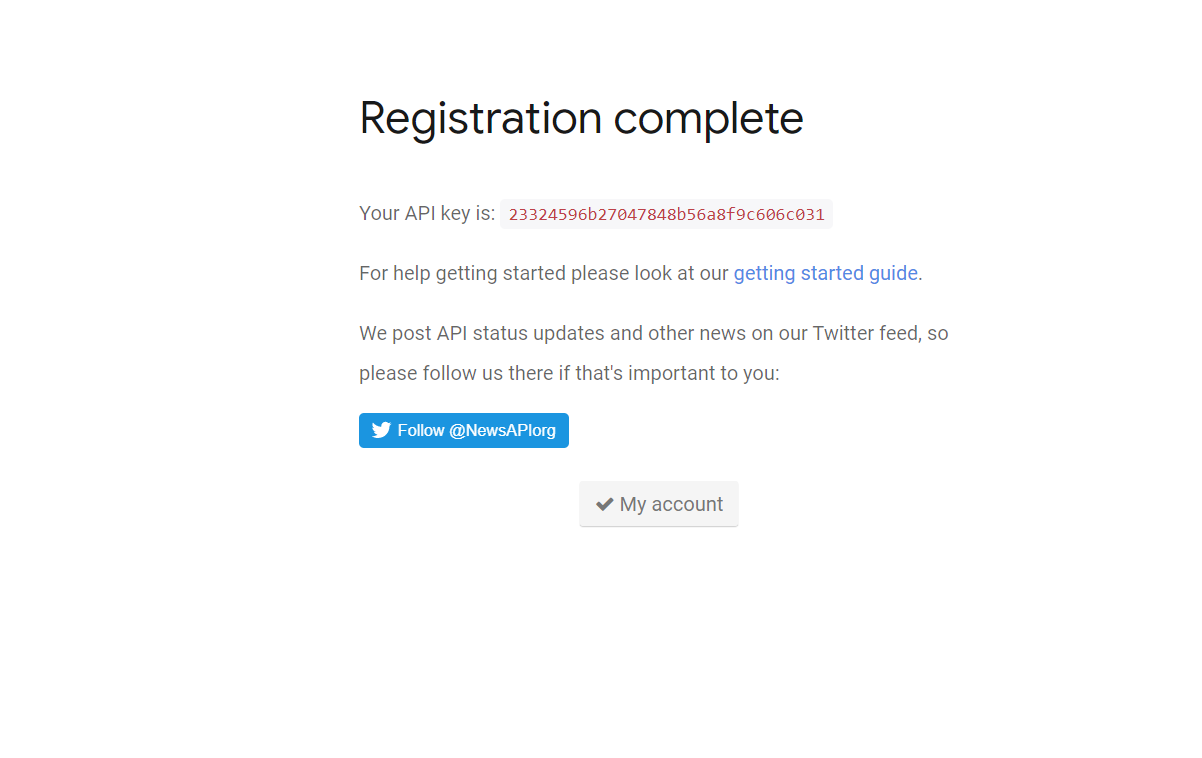 Registration complete
Your API key is: 23324596b27047848b56a8f9c606c031
For help getting started please look at our getting started guide.
We post API status updates and other news on our Twitter feed, so
please follow us there if that's important to you:
Follow @NewsAPIorg
My account